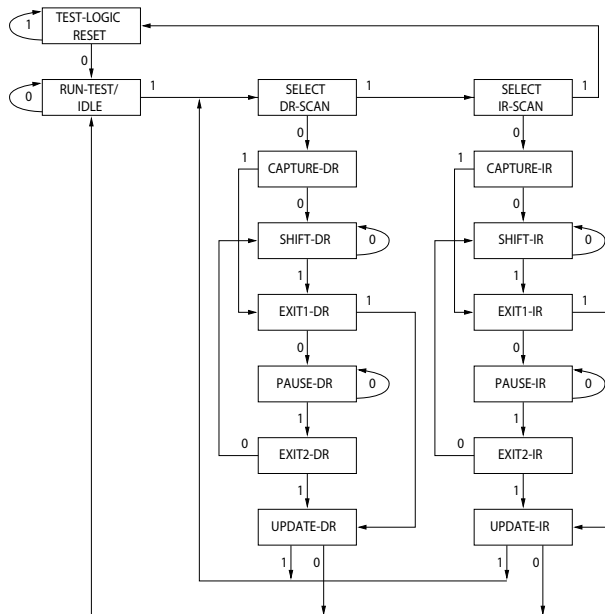 1
TEST-LOGIC
RESET
0
0
RUN-TEST/
IDLE
1
SELECT
DR-SCAN
1
SELECT
IR-SCAN
1
0
0
1
CAPTURE-DR
1
CAPTURE-IR
0
0
SHIFT-DR
0
SHIFT-IR
0
1
1
EXIT1-DR
1
EXIT1-IR
1
0
0
PAUSE-DR
0
PAUSE-IR
0
1
1
0
EXIT2-DR
0
EXIT2-IR
1
1
UPDATE-DR
UPDATE-IR
1
0
1
0